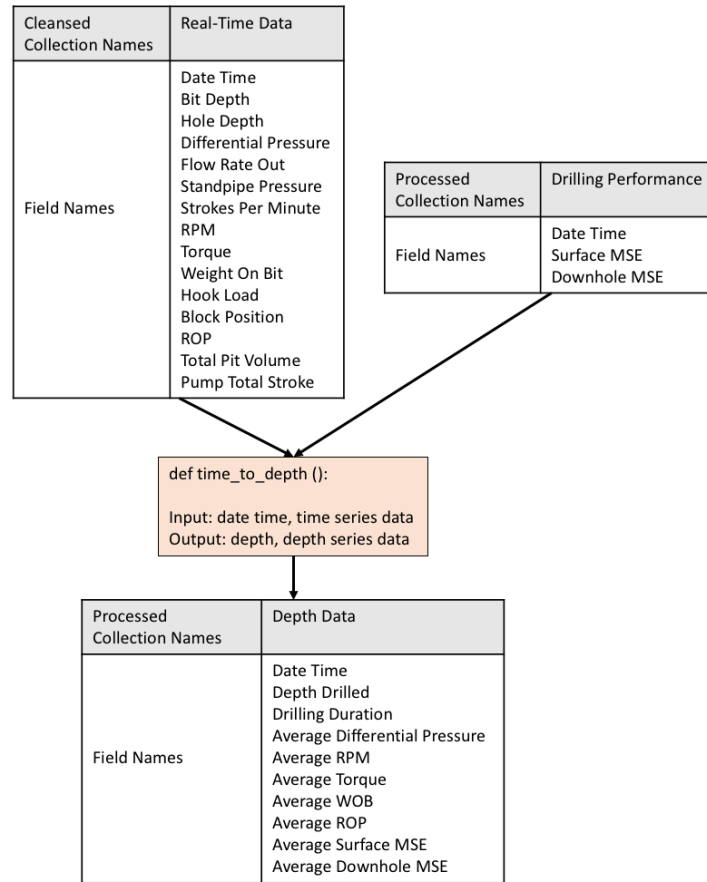 Cleansed
Collection Names
Real-Time Data
Field Names
Date Time
Bit Depth
Hole Depth
Differential Pressure
Flow Rate Out
Standpipe Pressure
Strokes Per Minute
RPM
Torque
Weight On Bit
Hook Load
Block Position
ROP
Total Pit Volume
Pump Total Stroke
Processed
Collection Names
Drilling Performance
Field Names
Date Time
Surface MSE
Downhole MSE
def time_to_depth ():
Input: date time, time series data
Output: depth, depth series data
Processed
Collection Names
Depth Data
Field Names
Date Time
Depth Drilled
Drilling Duration
Average Differential Pressure
Average RPM
Average Torque
Average WOB
Average ROP
Average Surface MSE
Average Downhole MSE